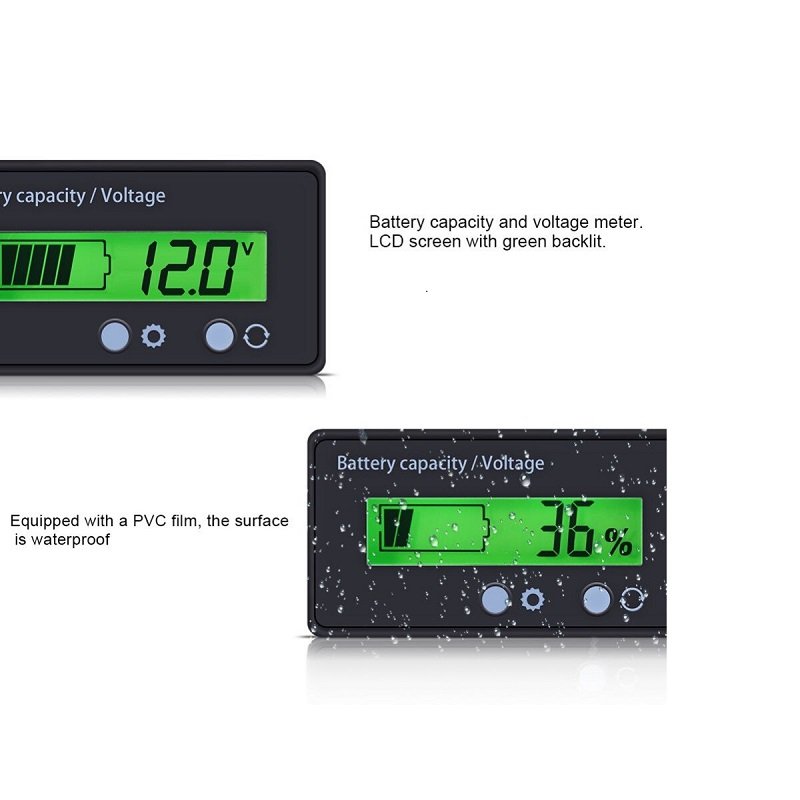 ry capacity / Voltage
12.0 V
Battery capacity and voltage meter.
LCD screen with green backlit.
.
Battery capacity / Voltage
36 %
Equipped with a PVC film, the surface
is waterproof